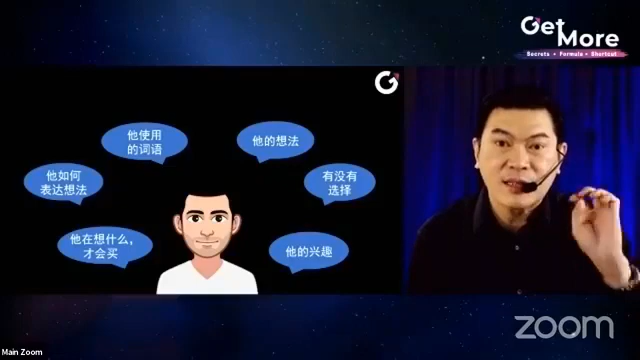 Get
More
Secrets • Formula • Shortcut
他使用
的词语
他的想法
他如何
表达想法
有没有
选择
他在想什么，
才会买
他的兴趣
zoom
Main Zoom